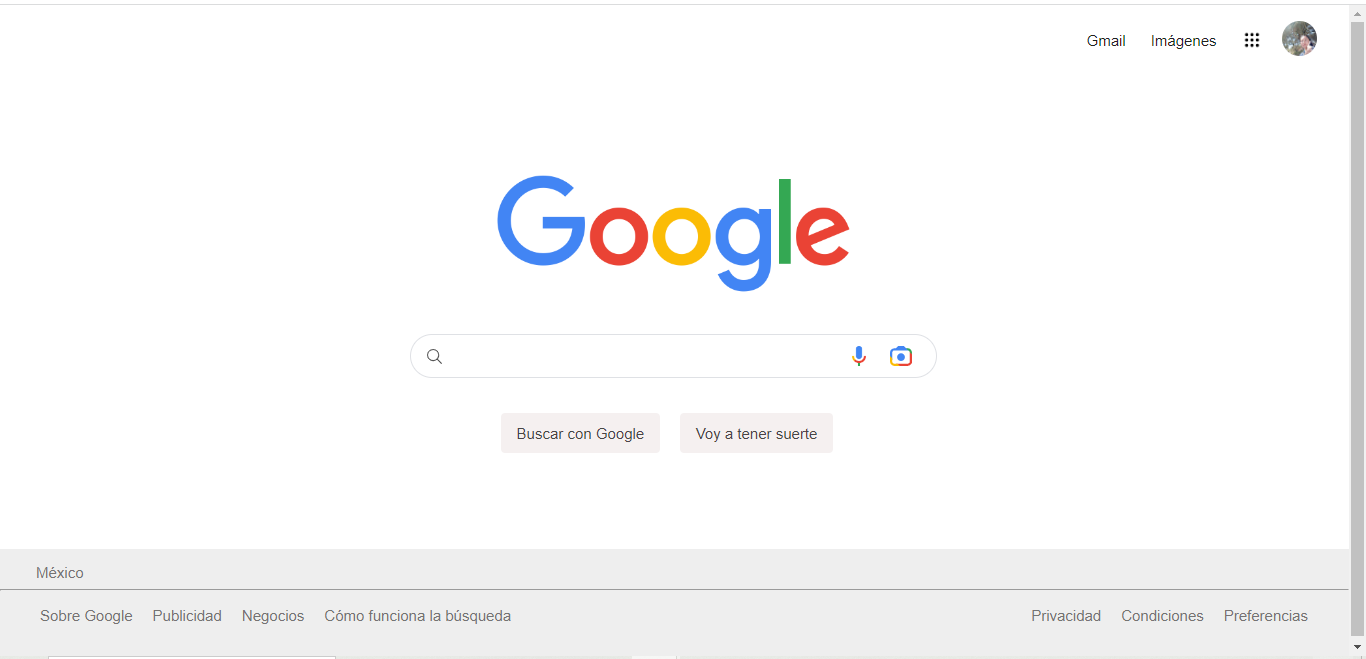 Gmail Imágenes
Google
Buscar con Google Voy a tener suerte
México
Sobre Google Publicidad Negocios Cómo funciona la búsqueda Privacidad Condiciones Preferencias